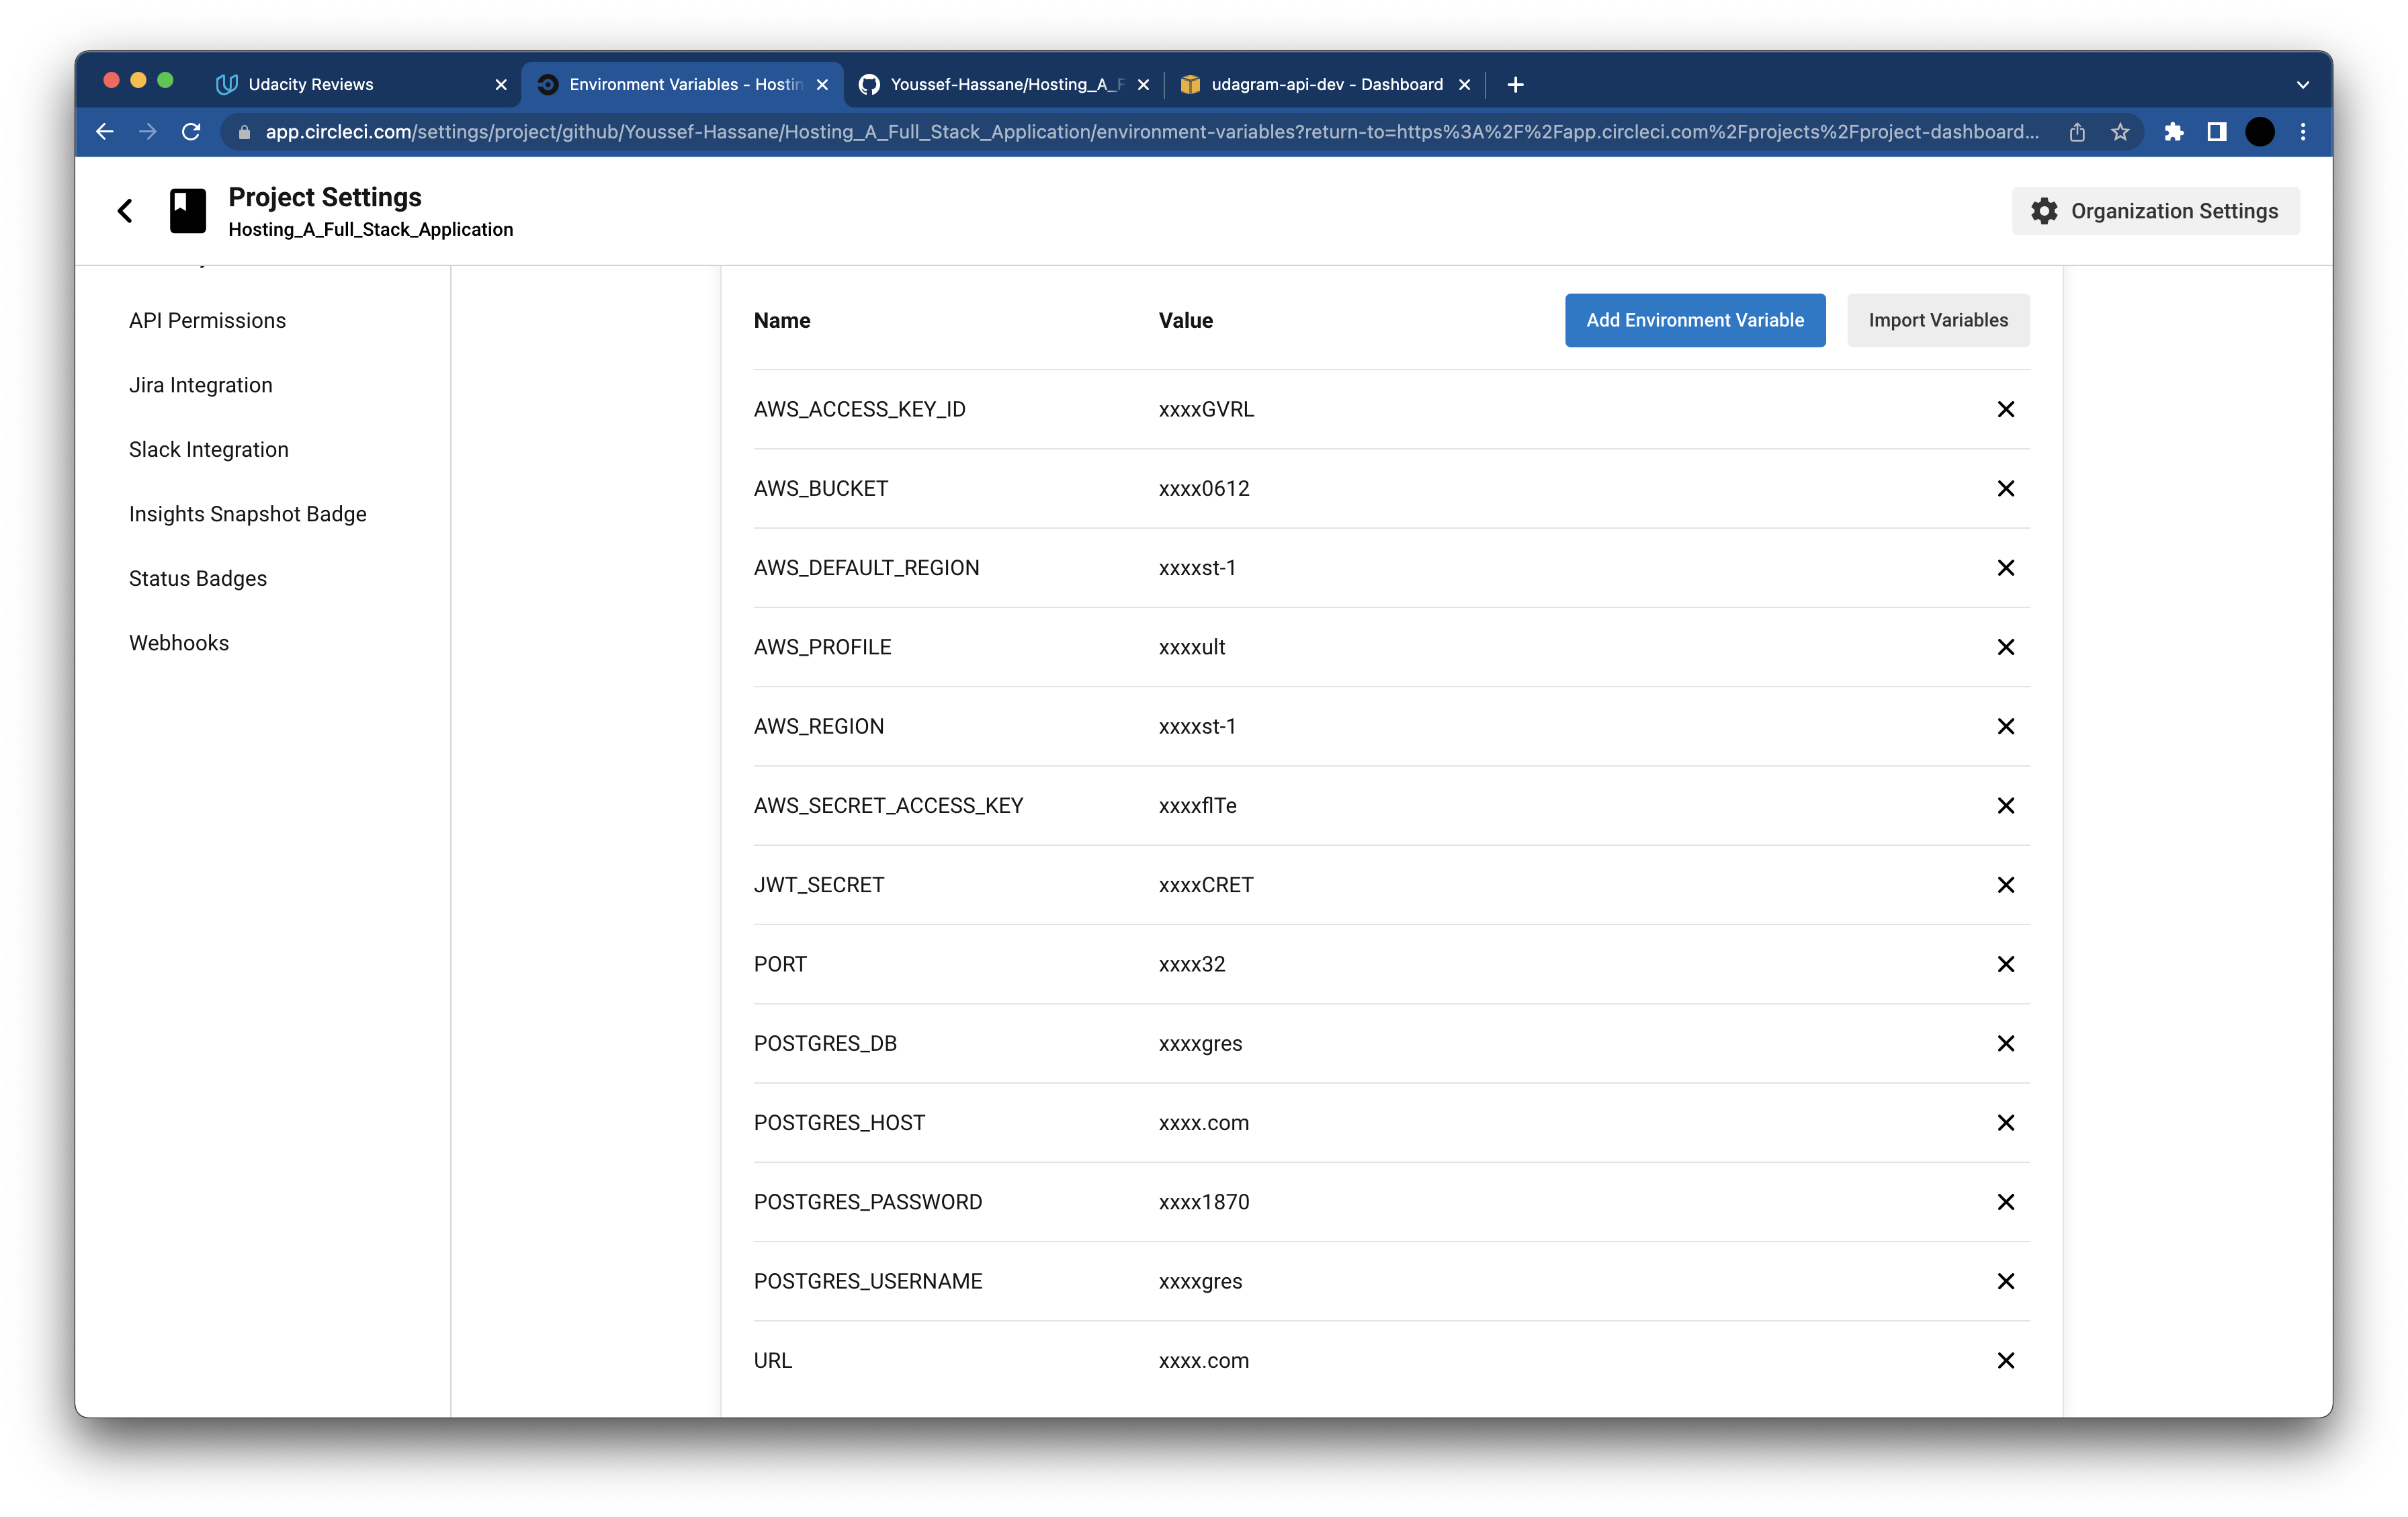 Udacity Reviews
Environment Variables - Hostin
Youssef-Hassane/Hosting_A_F
udagram-api-dev - Dashboard
app.circleci.com/settings/project/github/Youssef-Hassane/Hosting_A_Full_Stack_Application/environment-variables?return-to=https%3A%2F%2Fapp.circleci.com%2Fprojects%2Fproject-dashboard...
Project Settings
Hosting_A_Full_Stack_Application
Organization Settings
API Permissions
Jira Integration
Slack Integration
Insights Snapshot Badge
Status Badges
Webhooks
Name Value Add Environment Variable Import Variables
AWS_ACCESS_KEY_ID xxxxGVRL
AWS_BUCKET xxxx0612
AWS_DEFAULT_REGION xxxxst-1
AWS_PROFILE xxxxult
AWS_REGION xxxxst-1
AWS_SECRET_ACCESS_KEY xxxxflTe
JWT_SECRET xxxxCRET
PORT xxxx32
POSTGRES_DB xxxxgres
POSTGRES_HOST xxxx.com
POSTGRES_PASSWORD xxxx1870
POSTGRES_USERNAME xxxxgres
URL xxxx.com